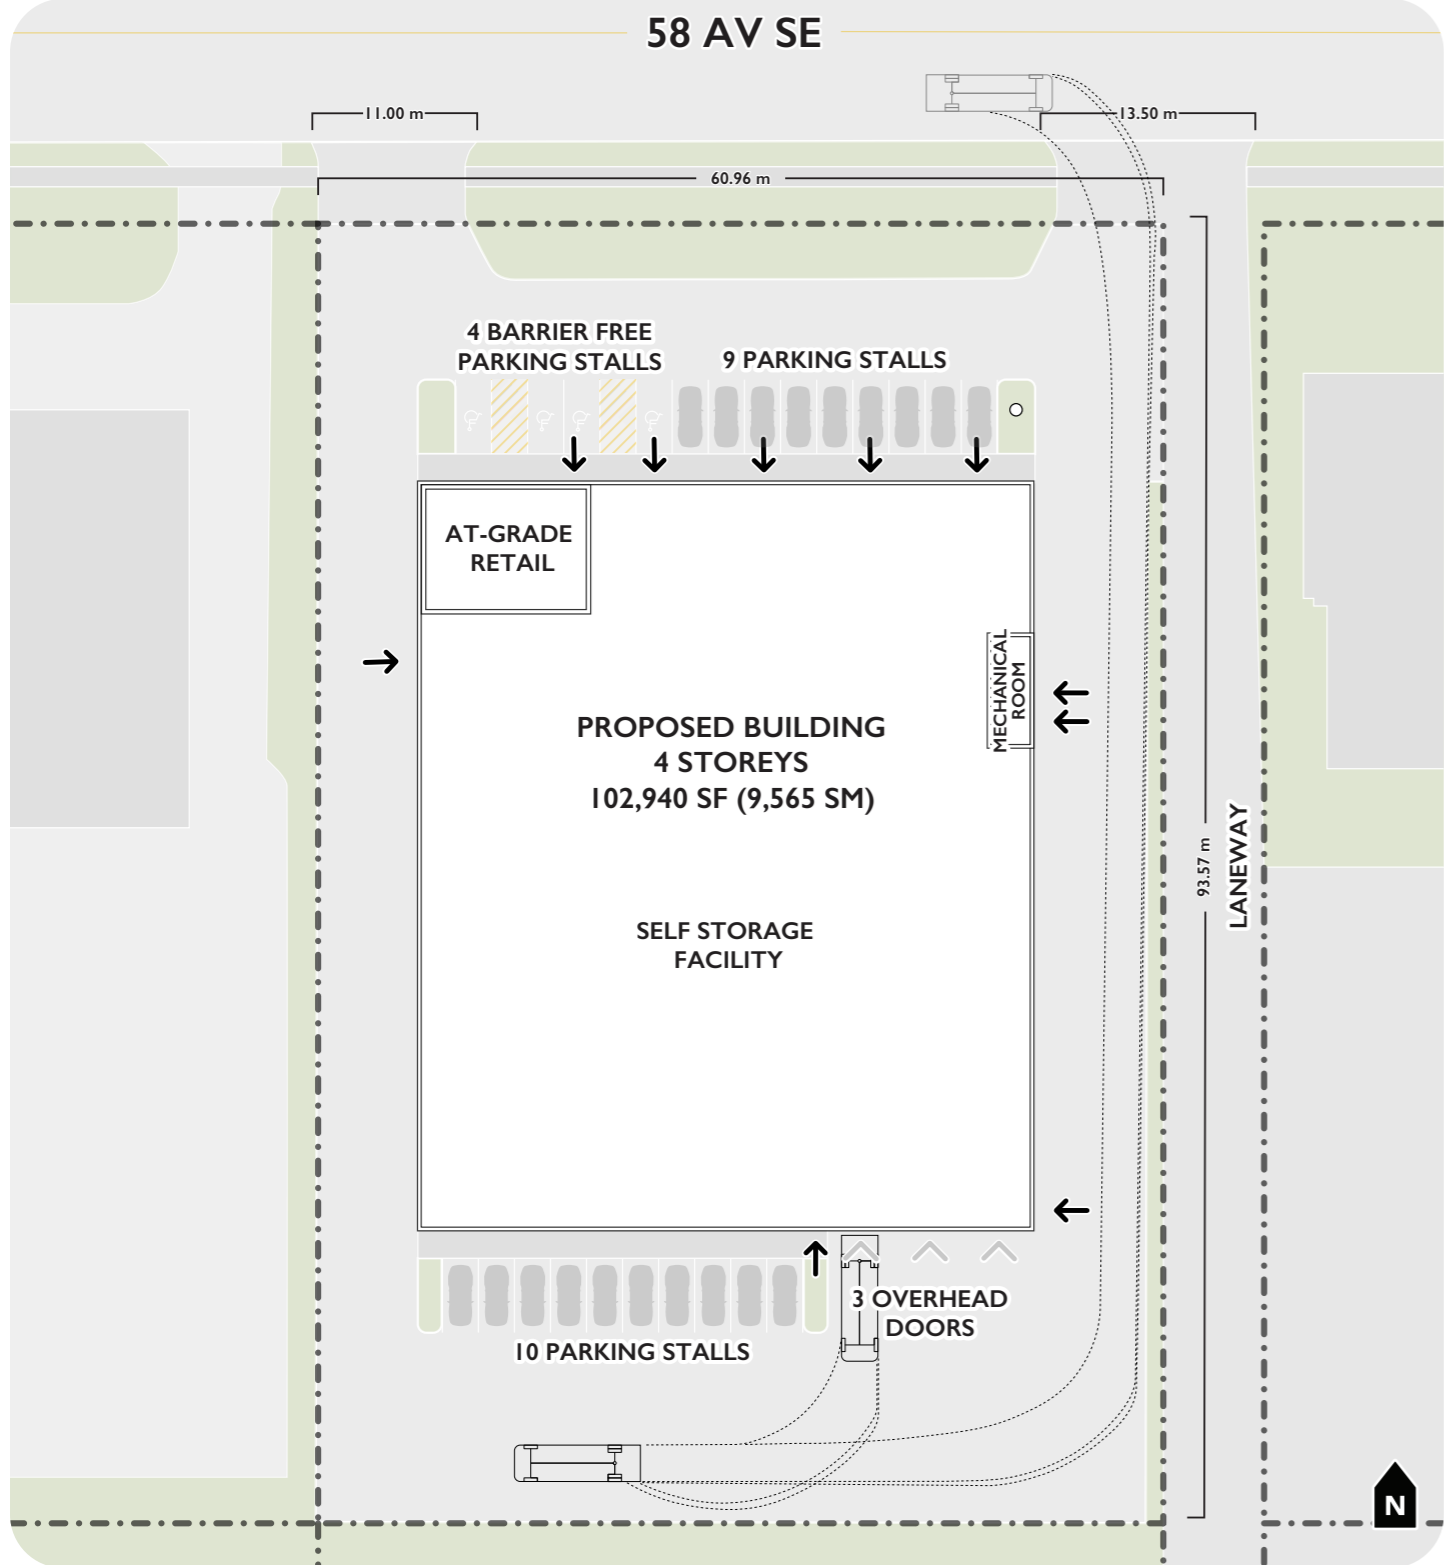 58 AV SE
11.00 m
13.50 m
60.96 m
4 BARRIER FREE
PARKING STALLS
9 PARKING STALLS
AT-GRADE
RETAIL
MECHANICAL
ROOM
PROPOSED BUILDING
4 STOREYS
102,940 SF (9,565 SM)
93.57 m
LANEWAY
SELF STORAGE
FACILITY
3 OVERHEAD
DOORS
10 PARKING STALLS
N